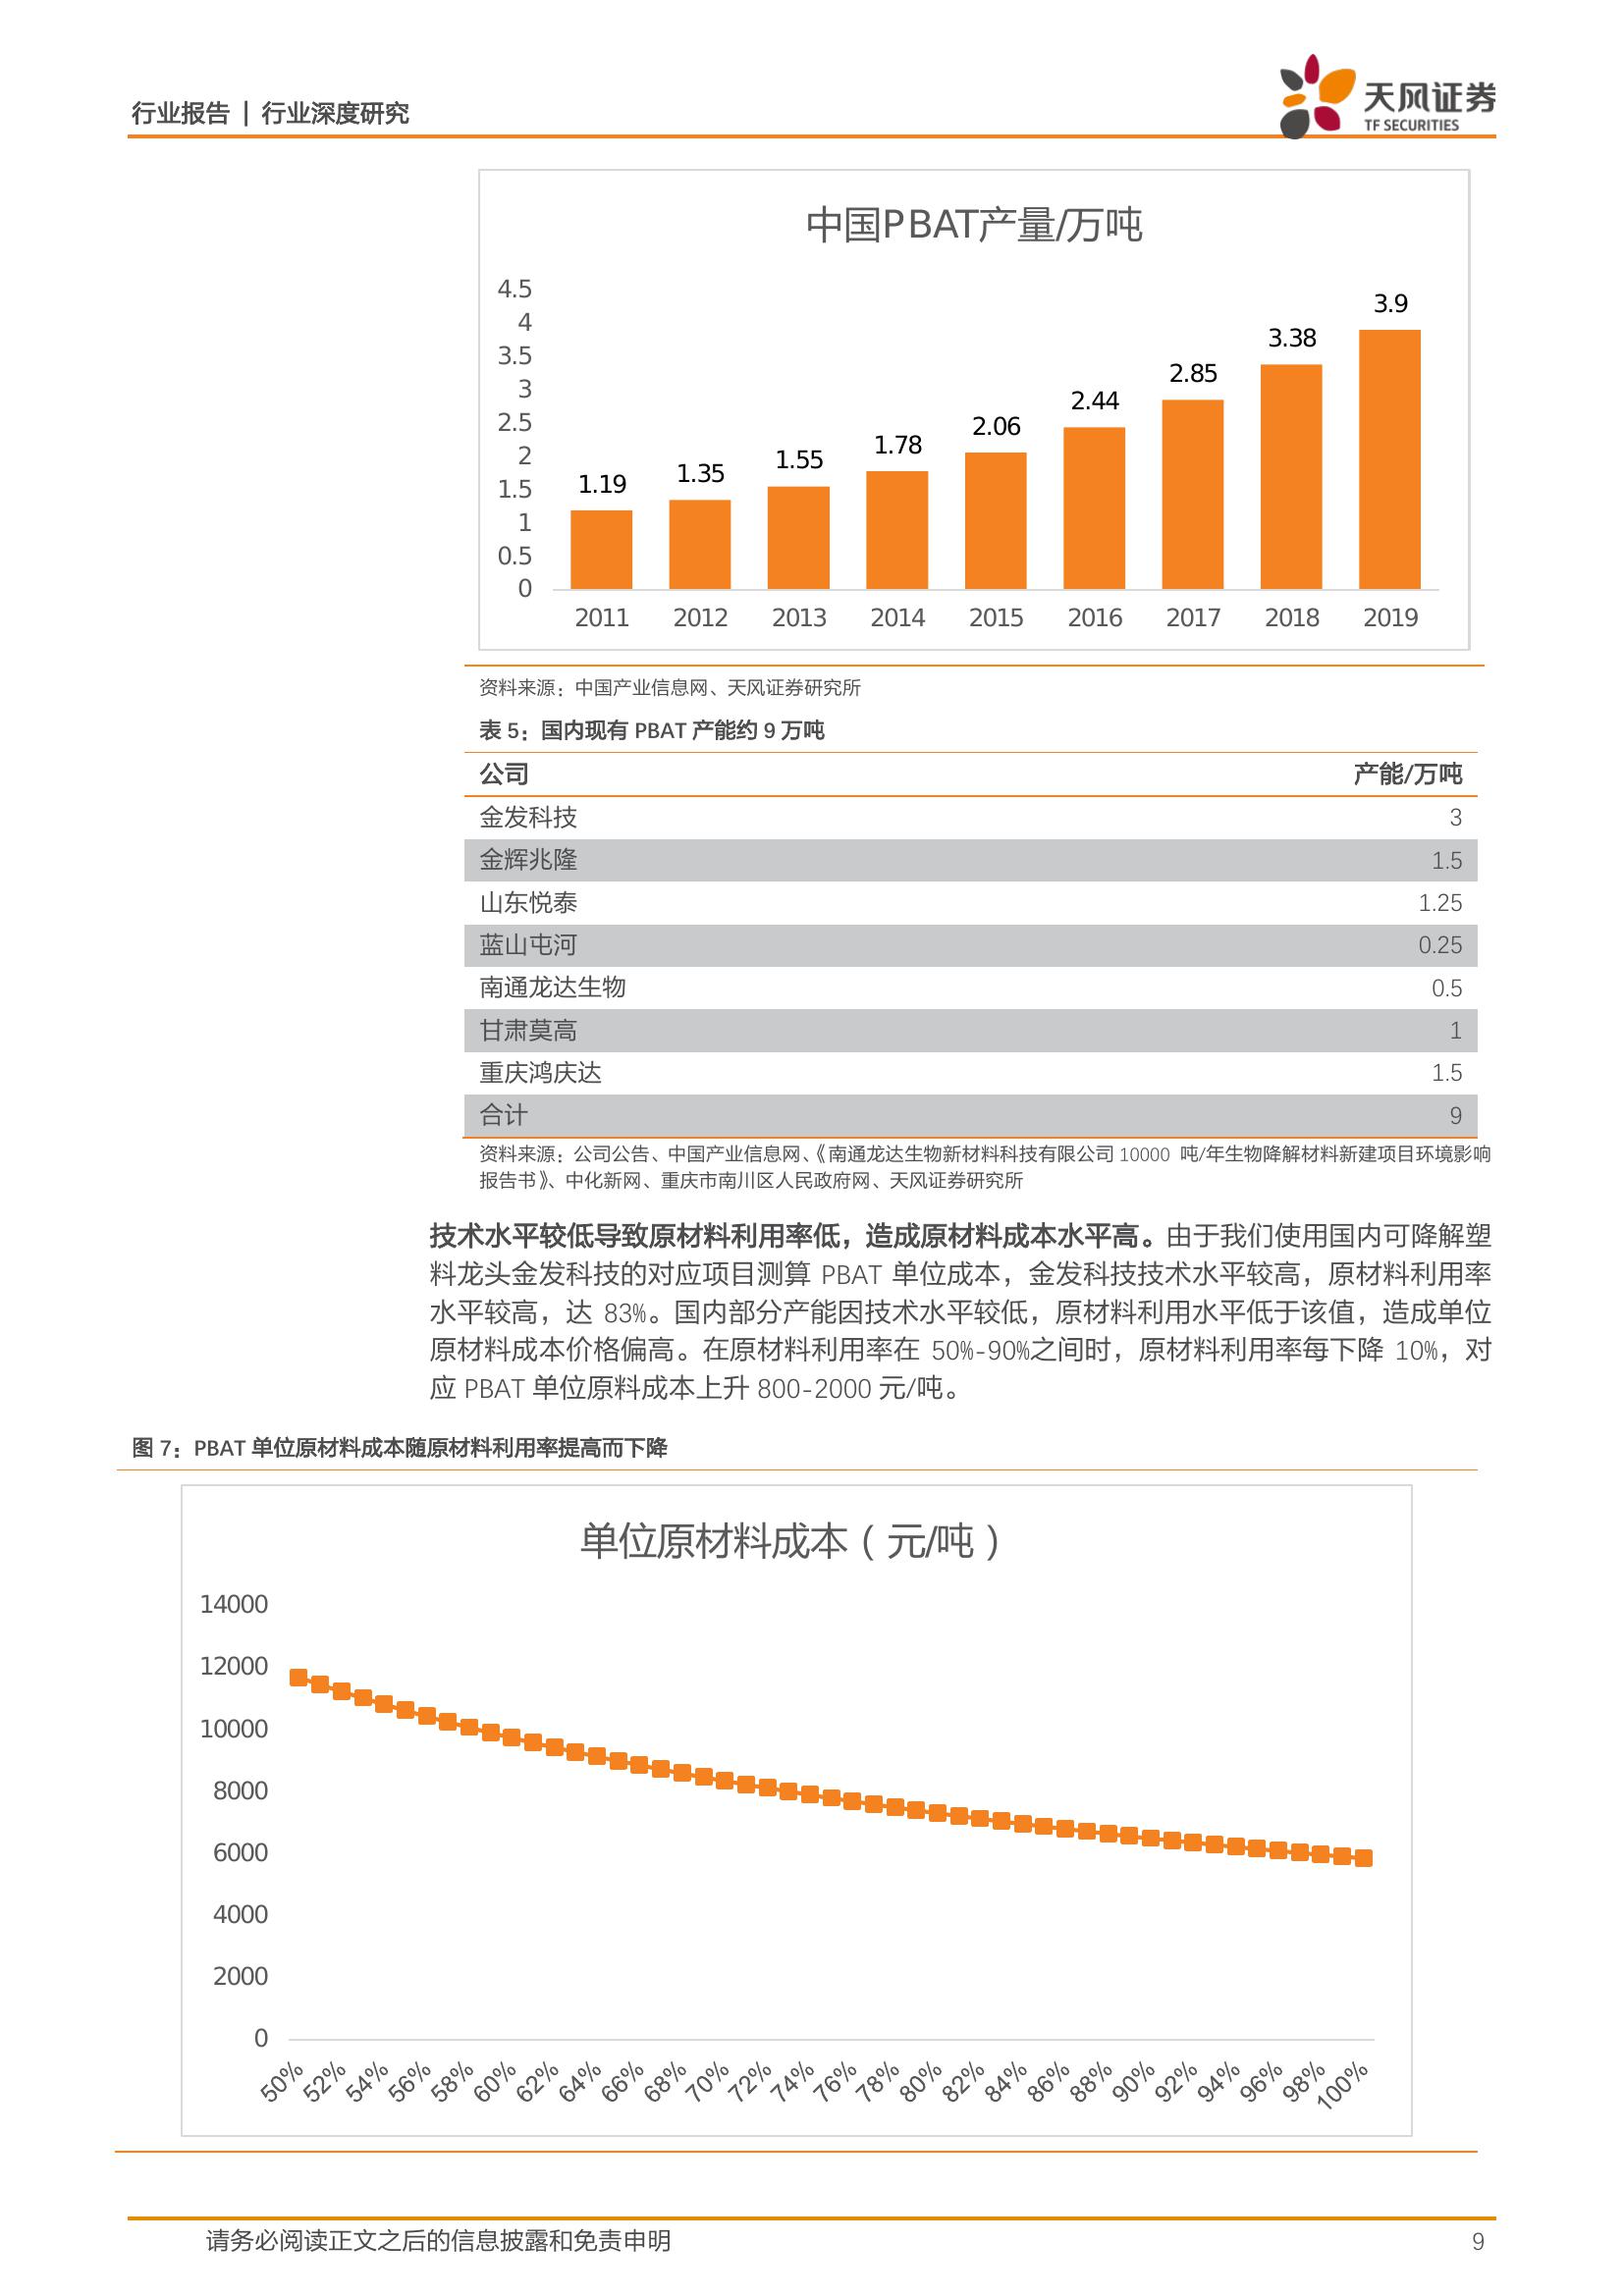 行业报告 | 行业深度研究
天风证券
TF SECURITIES
中国PBAT产量/万吨
4.5
4
3.5
3
2.5
2
1.5
1
0.5
0
1.19
1.35
1.55
1.78
2.06
2.44
2.85
3.38
3.9
2011 2012 2013 2014 2015 2016 2017 2018 2019
资料来源：中国产业信息网、天风证券研究所
表 5：国内现有 PBAT 产能约 9 万吨
公司 产能/万吨
金发科技 3
金辉兆隆 1.5
山东悦泰 1.25
蓝山屯河 0.25
南通龙达生物 0.5
甘肃莫高 1
重庆鸿庆达 1.5
合计 9
资料来源：公司公告、中国产业信息网、《南通龙达生物新材料科技有限公司 10000 吨/年生物降解材料新建项目环境影响
报告书》、中化新网、重庆市南川区人民政府网、天风证券研究所
技术水平较低导致原材料利用率低，造成原材料成本水平高。由于我们使用国内可降解塑
料龙头金发科技的对应项目测算 PBAT 单位成本，金发科技技术水平较高，原材料利用率
水平较高，达 83%。国内部分产能因技术水平较低，原材料利用水平低于该值，造成单位
原材料成本价格偏高。在原材料利用率在 50%-90%之间时，原材料利用率每下降 10%，对
应 PBAT 单位原料成本上升 800-2000 元/吨。
图 7：PBAT 单位原材料成本随原材料利用率提高而下降
单位原材料成本（元/吨）
14000
12000
10000
8000
6000
4000
2000
0
50% 52% 54% 56% 58% 60% 62% 64% 66% 68% 70% 72% 74% 76% 78% 80% 82% 84% 86% 88% 90% 92% 94% 96% 98% 100%
请务必阅读正文之后的信息披露和免责申明 9